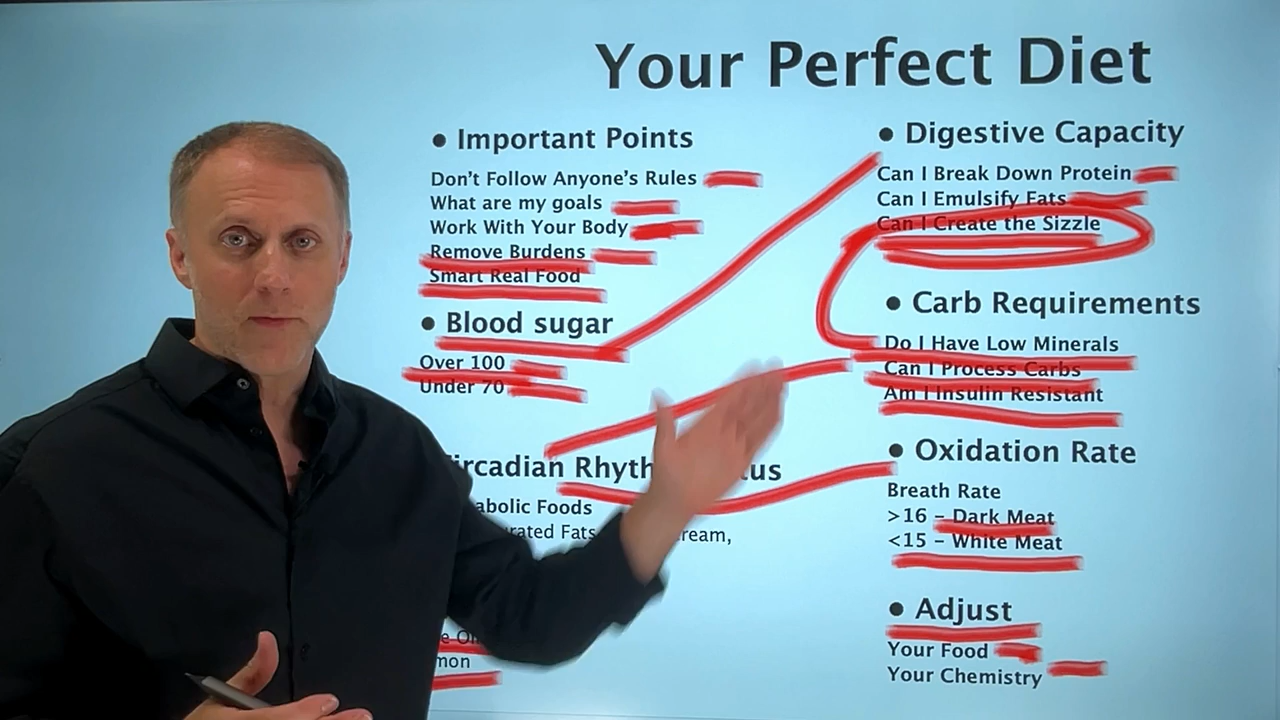 Your Perfect Diet
● Important Points
Don't Follow Anyone's Rules
What are my goals
Work With Your Body
Remove Burdens
Smart Real Food
● Blood sugar
Over 100
Under 70
Foods
Fats
● Digestive Capacity
Can I Break Down Protein
Can I Emulsify Fats
Can I Create the Sizzle
● Carb Requirements
Do I Have Low Minerals
Can I Process Carbs
Am I Insulin Resistant
● Oxidation Rate
Breath Rate
>16 – Dark Meat
<15 – White Meat
● Adjust
Your Food
Your Chemistry